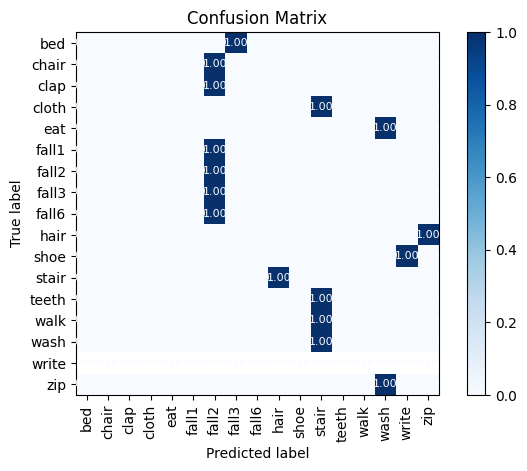 Confusion Matrix
True label
bed 1.00
chair 1.00
clap 1.00
cloth 1.00
eat 1.00
fall1 1.00
fall2 1.00
fall3 1.00
fall6 1.00
hair 1.00
shoe 1.00
stair 1.00
teeth 1.00
walk 1.00
wash 1.00
write
zip 1.00
bed chair clap cloth eat fall1 fall2 fall3 fall6 hair shoe stair teeth walk wash write zip
Predicted label
1.0
0.8
0.6
0.4
0.2
0.0